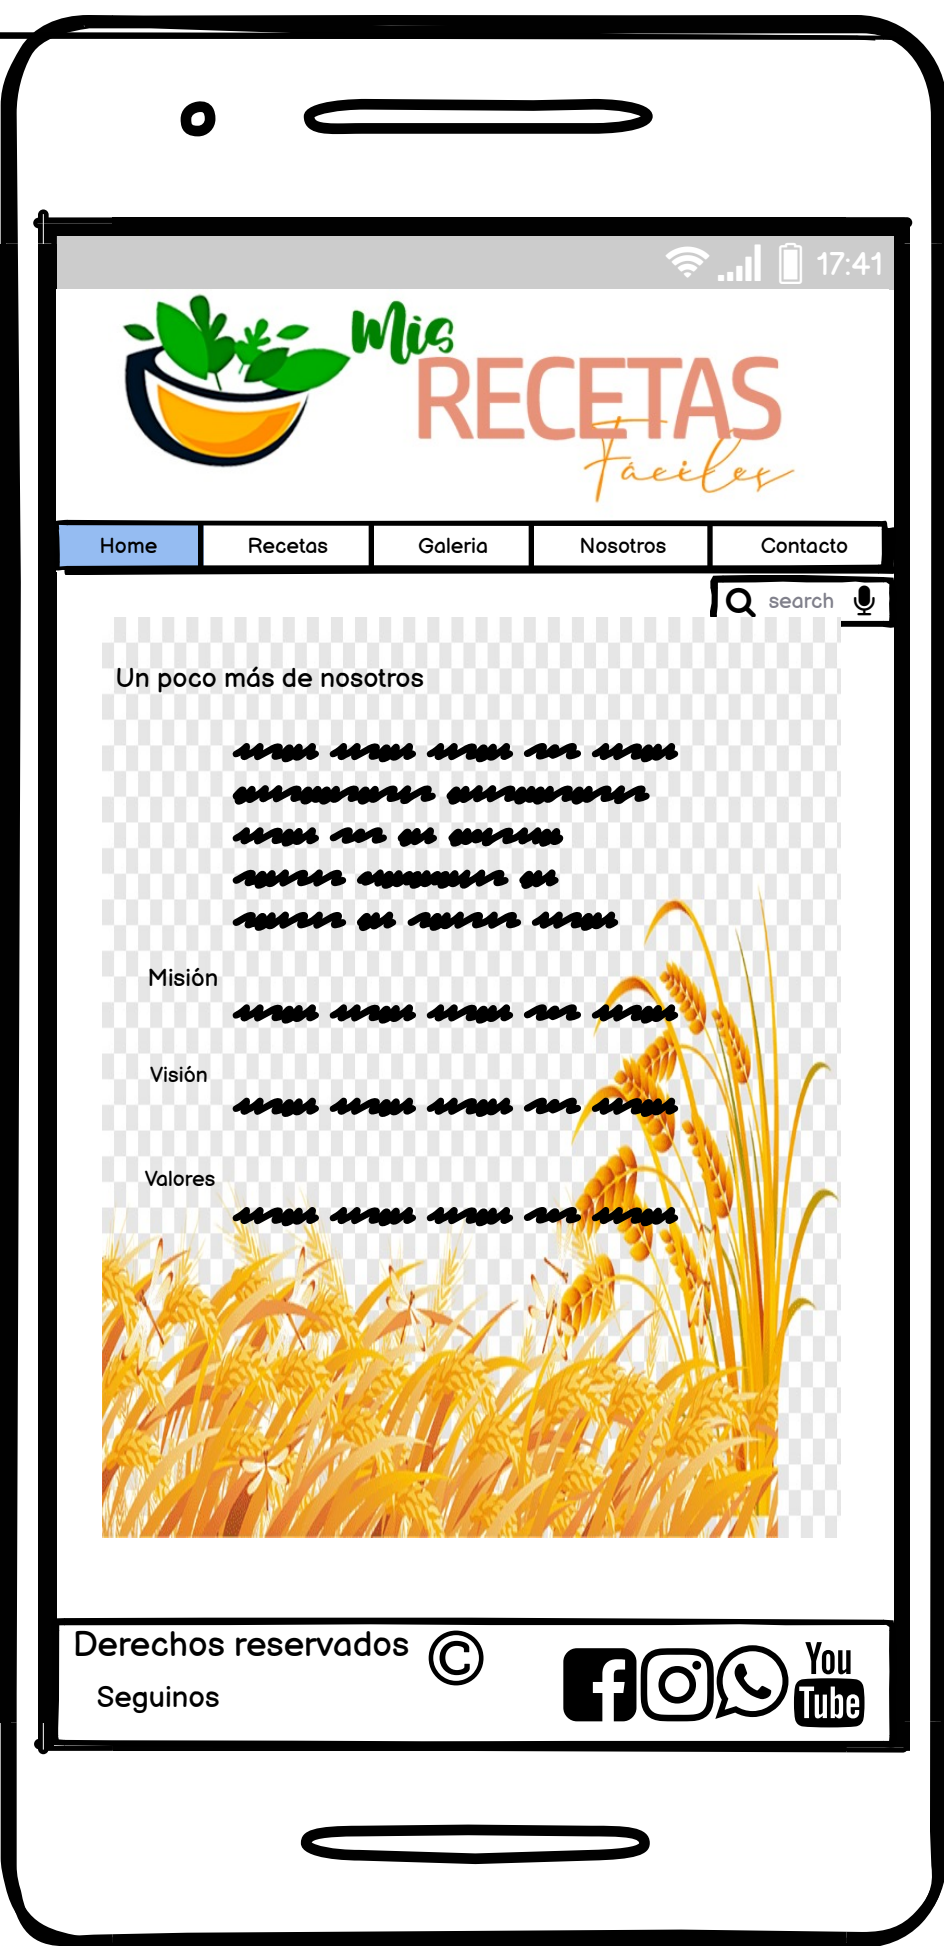 17:41
Mis
RECETAS
Fáciles
Home Recetas Galeria Nosotros Contacto
search
Un poco más de nosotros
Misión
Visión
Valores
Derechos reservados ©
Seguinos
You
Tube